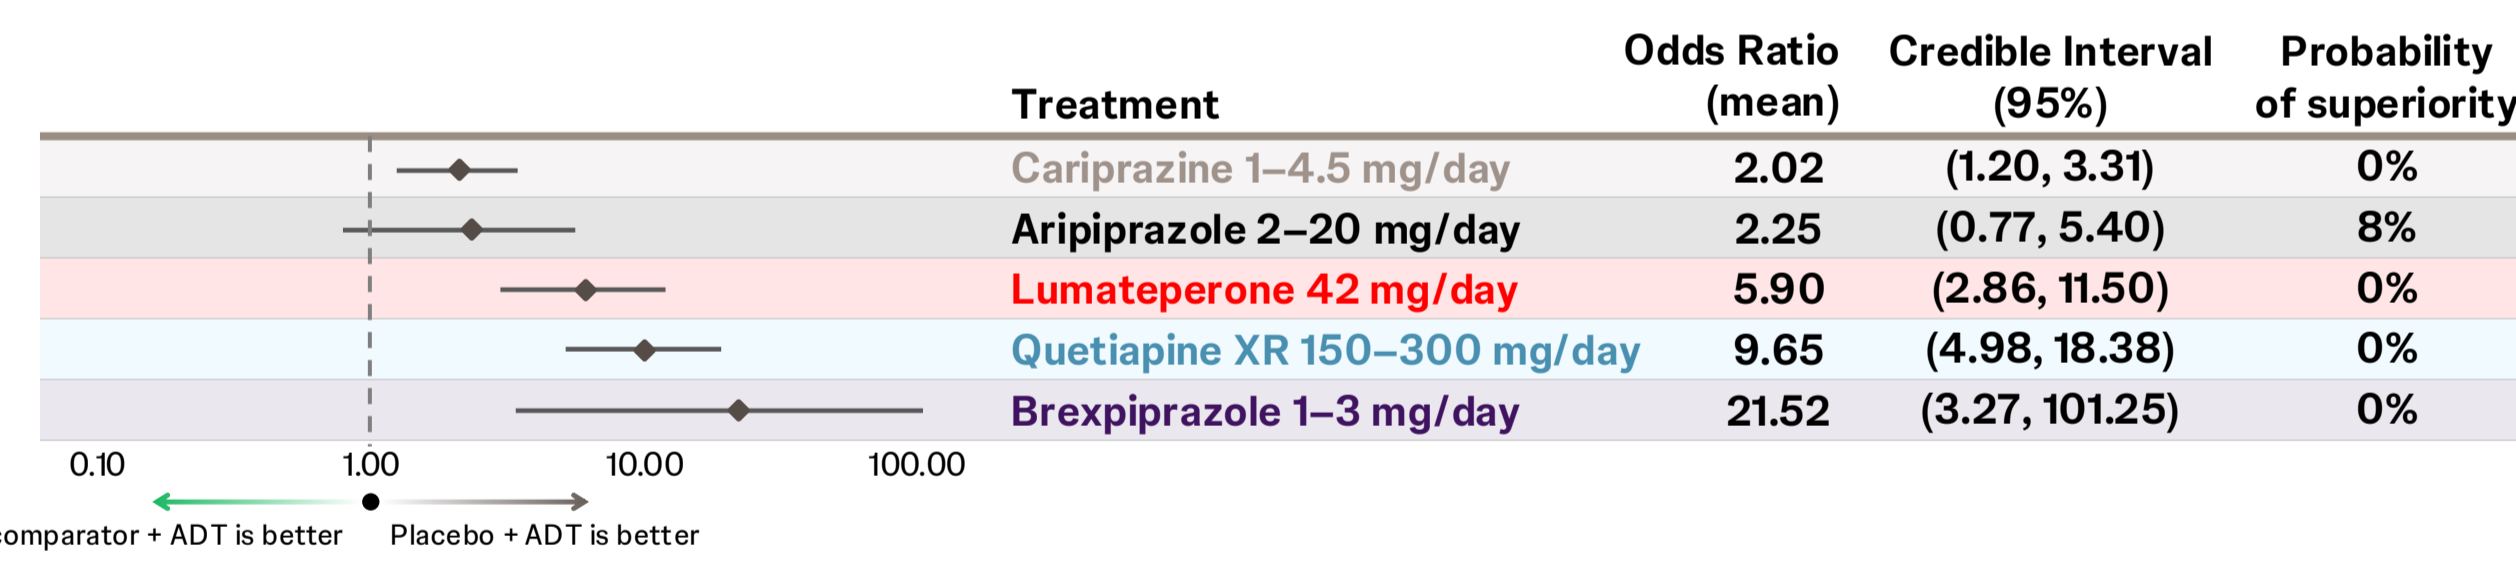 Treatment
Odds Ratio (mean)
Credible Interval (95%)
Probability of superiority
Cariprazine 1–4.5 mg/day 2.02 (1.20, 3.31) 0%
Aripiprazole 2–20 mg/day 2.25 (0.77, 5.40) 8%
Lumateperone 42 mg/day 5.90 (2.86, 11.50) 0%
Quetiapine XR 150–300 mg/day 9.65 (4.98, 18.38) 0%
Brexpiprazole 1–3 mg/day 21.52 (3.27, 101.25) 0%
0.10 1.00 10.00 100.00
comparator + ADT is better Placebo + ADT is better